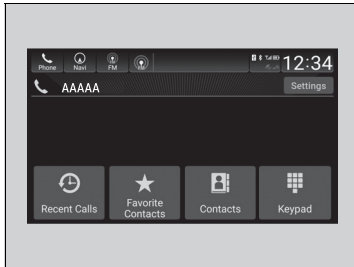 Phone Navi FM 12:34
AAAAA Settings
Recent Calls
Favorite
Contacts
Contacts
Keypad